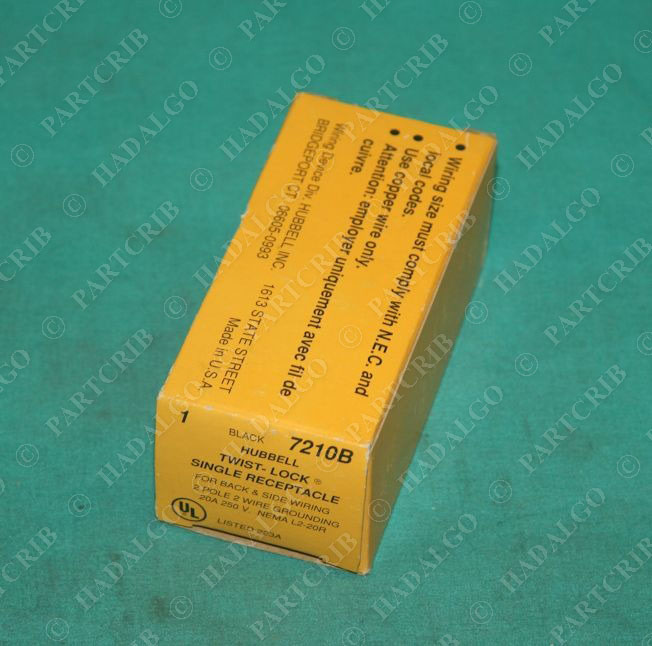 • Wiring size must comply with N.E.C. and
local codes.
• Use copper wire only.
• Attention: employer uniquement avec fil de
cuivre.
Wiring Device Div. HUBBELL INC. 1613 STATE STREET
BRIDGEPORT CT. 06605-0993 Made in U.S.A.
1
BLACK 7210B
HUBBELL
TWIST-LOCK ®
SINGLE RECEPTACLE
FOR BACK & SIDE WIRING
2 POLE 2 WIRE GROUNDING
20A 250 V. NEMA L2-20R
UL
LISTED
© PARTCRIB
HADALGO